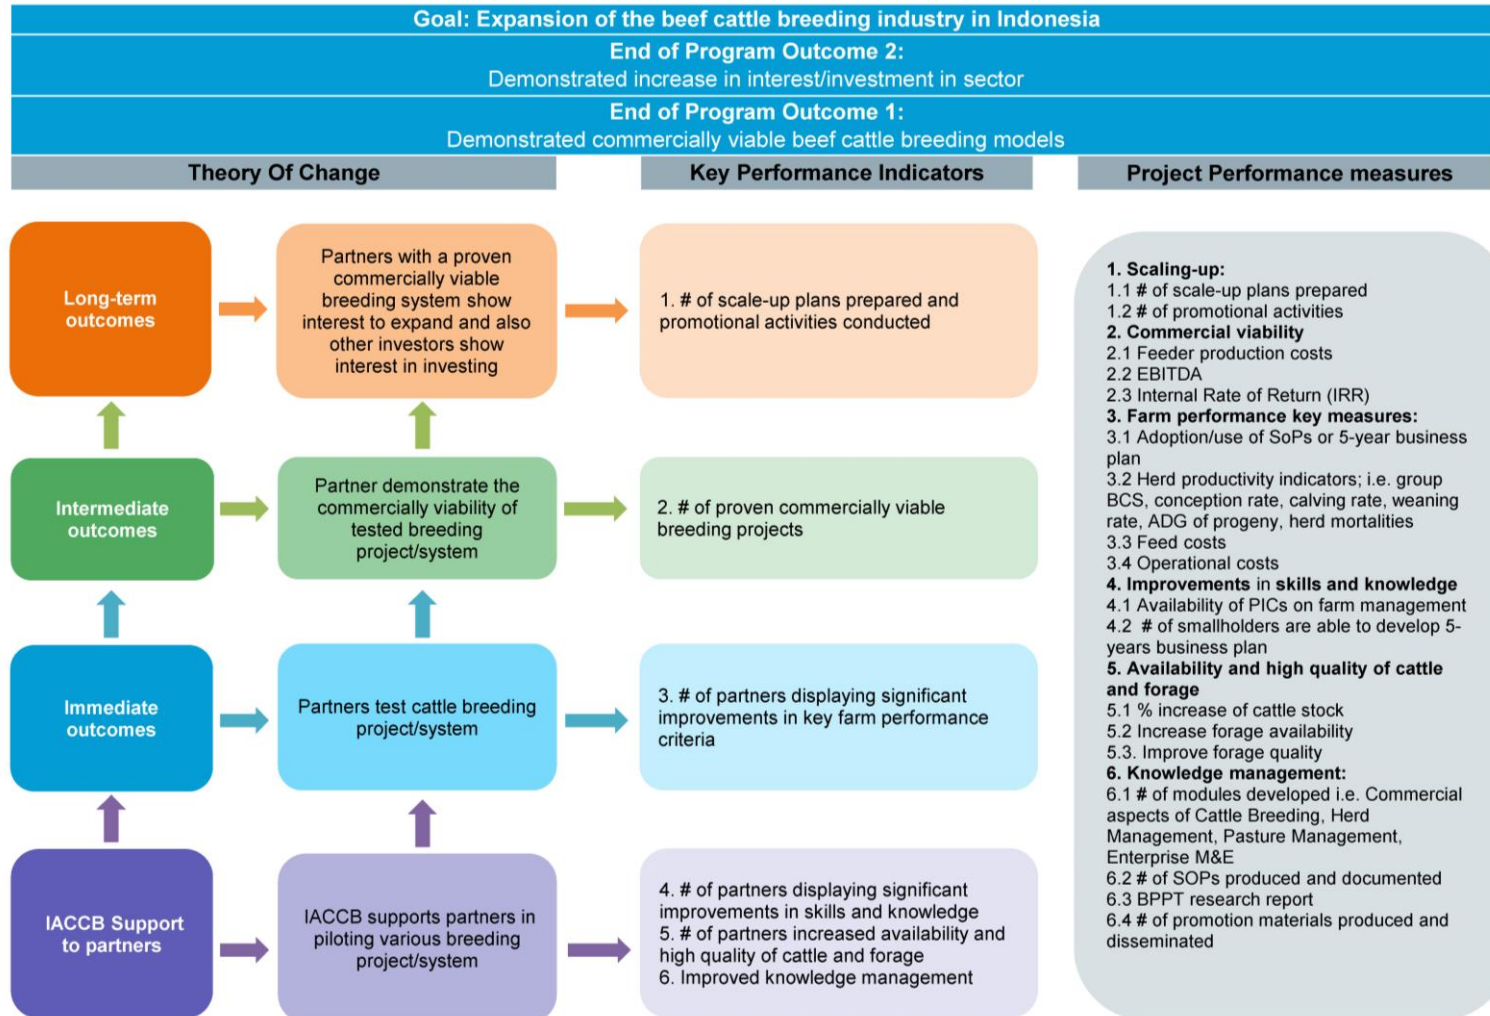 Goal: Expansion of the beef cattle breeding industry in Indonesia
End of Program Outcome 2:
Demonstrated increase in interest/investment in sector
End of Program Outcome 1:
Demonstrated commercially viable beef cattle breeding models
Theory Of Change
Key Performance Indicators
Project Performance measures
Long-term
outcomes
Partners with a proven
commercially viable
breeding system show
interest to expand and also
other investors show
interest in investing
1. # of scale-up plans prepared and
promotional activities conducted
Intermediate
outcomes
Partner demonstrate the
commercially viability of
tested breeding
project/system
2. # of proven commercially viable
breeding projects
Immediate
outcomes
Partners test cattle breeding
project/system
3. # of partners displaying significant
improvements in key farm performance
criteria
IACCB Support
to partners
IACCB supports partners in
piloting various breeding
project/system
4. # of partners displaying significant
improvements in skills and knowledge
5. # of partners increased availability and
high quality of cattle and forage
6. Improved knowledge management
1. Scaling-up:
1.1 # of scale-up plans prepared
1.2 # of promotional activities
2. Commercial viability
2.1 Feeder production costs
2.2 EBITDA
2.3 Internal Rate of Return (IRR)
3. Farm performance key measures:
3.1 Adoption/use of SoPs or 5-year business
plan
3.2 Herd productivity indicators; i.e. group
BCS, conception rate, calving rate, weaning
rate, ADG of progeny, herd mortalities
3.3 Feed costs
3.4 Operational costs
4. Improvements in skills and knowledge
4.1 Availability of PICs on farm management
4.2 # of smallholders are able to develop 5-
years business plan
5. Availability and high quality of cattle
and forage
5.1 % increase of cattle stock
5.2 Increase forage availability
5.3. Improve forage quality
6. Knowledge management:
6.1 # of modules developed i.e. Commercial
aspects of Cattle Breeding, Herd
Management, Pasture Management,
Enterprise M&E
6.2 # of SOPs produced and documented
6.3 BPPT research report
6.4 # of promotion materials produced and
disseminated